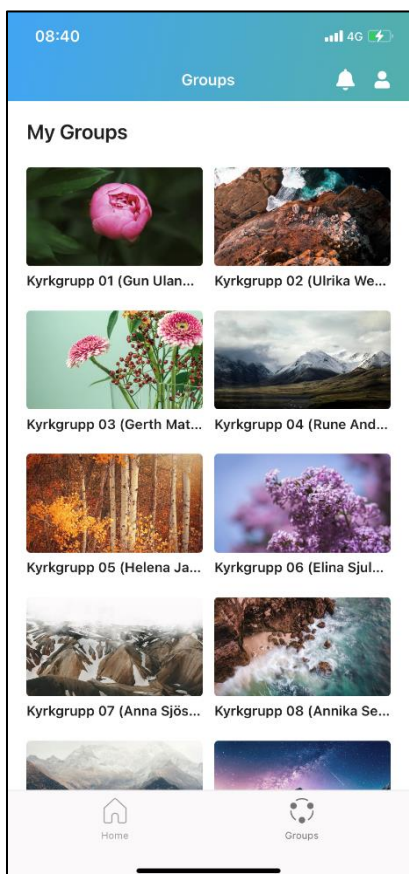 08:40
4G
Groups
My Groups
Kyrkgrupp 01 (Gun Ulan...
Kyrkgrupp 02 (Ulrika We...
Kyrkgrupp 03 (Gerth Mat...
Kyrkgrupp 04 (Rune And...
Kyrkgrupp 05 (Helena Ja...
Kyrkgrupp 06 (Elina Sjul...
Kyrkgrupp 07 (Anna Sjös...
Kyrkgrupp 08 (Annika Se...
Home
Groups